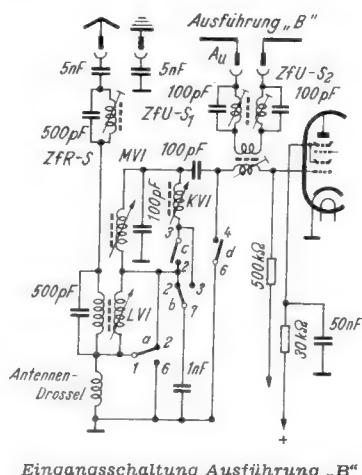 Ausführung „B"
Au
5nF 5nF
ZfU-S₂
100pF 100pF
ZfU-S₁
500pF
ZfR-S
MVI
100pF
100pF
KVI
3
c
2
4
d
6
500pF
LVI
2
b
3
7
a
2
1
6
500kΩ
30kΩ
50nF
1nF
Antennen-
Drossel
+
Eingangsschaltung Ausführung „B"